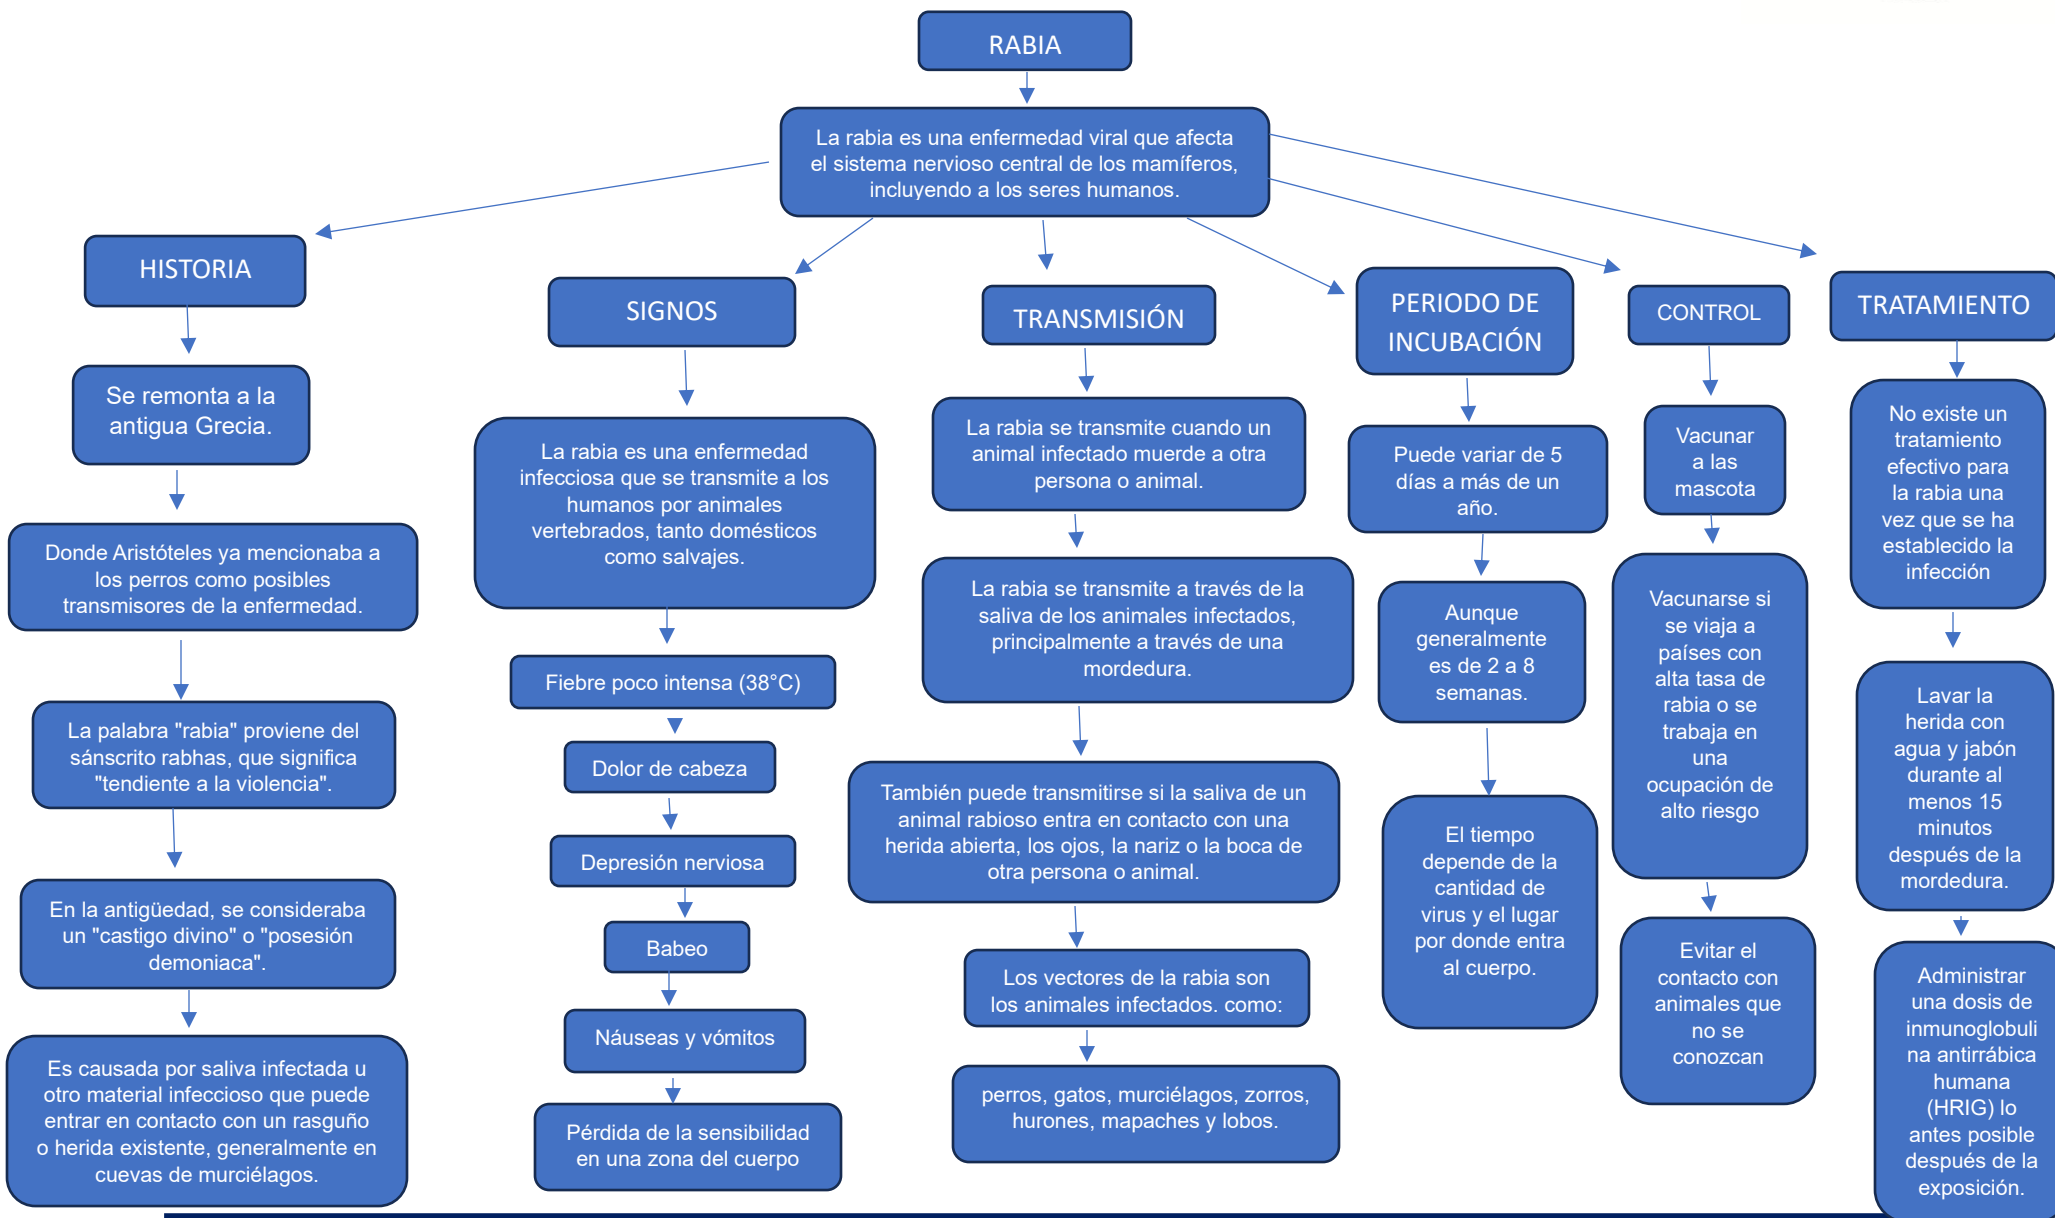 RABIA
La rabia es una enfermedad viral que afecta
el sistema nervioso central de los mamíferos,
incluyendo a los seres humanos.
HISTORIA
Se remonta a la
antigua Grecia.
Donde Aristóteles ya mencionaba a
los perros como posibles
transmisores de la enfermedad.
La palabra "rabia" proviene del
sánscrito rabhas, que significa
"tendiente a la violencia".
En la antigüedad, se consideraba
un "castigo divino" o "posesión
demoniaca".
Es causada por saliva infectada u
otro material infeccioso que puede
entrar en contacto con un rasguño
o herida existente, generalmente en
cuevas de murciélagos.
SIGNOS
La rabia es una enfermedad
infecciosa que se transmite a los
humanos por animales
vertebrados, tanto domésticos
como salvajes.
Fiebre poco intensa (38°C)
Dolor de cabeza
Depresión nerviosa
Babeo
Náuseas y vómitos
Pérdida de la sensibilidad
en una zona del cuerpo
TRANSMISIÓN
La rabia se transmite cuando un
animal infectado muerde a otra
persona o animal.
La rabia se transmite a través de la
saliva de los animales infectados,
principalmente a través de una
mordedura.
También puede transmitirse si la saliva de un
animal rabioso entra en contacto con una
herida abierta, los ojos, la nariz o la boca de
otra persona o animal.
Los vectores de la rabia son
los animales infectados. como:
perros, gatos, murciélagos, zorros,
hurones, mapaches y lobos.
PERIODO DE
INCUBACIÓN
Puede variar de 5
días a más de un
año.
Aunque
generalmente
es de 2 a 8
semanas.
El tiempo
depende de la
cantidad de
virus y el lugar
por donde entra
al cuerpo.
CONTROL
Vacunar
a las
mascota
Vacunarse si
se viaja a
países con
alta tasa de
rabia o se
trabaja en
una
ocupación de
alto riesgo
Evitar el
contacto con
animales que
no se
conozcan
TRATAMIENTO
No existe un
tratamiento
efectivo para
la rabia una
vez que se ha
establecido la
infección
Lavar la
herida con
agua y jabón
durante al
menos 15
minutos
después de la
mordedura.
Administrar
una dosis de
inmunoglobuli
na antirrábica
humana
(HRIG) lo
antes posible
después de la
exposición.